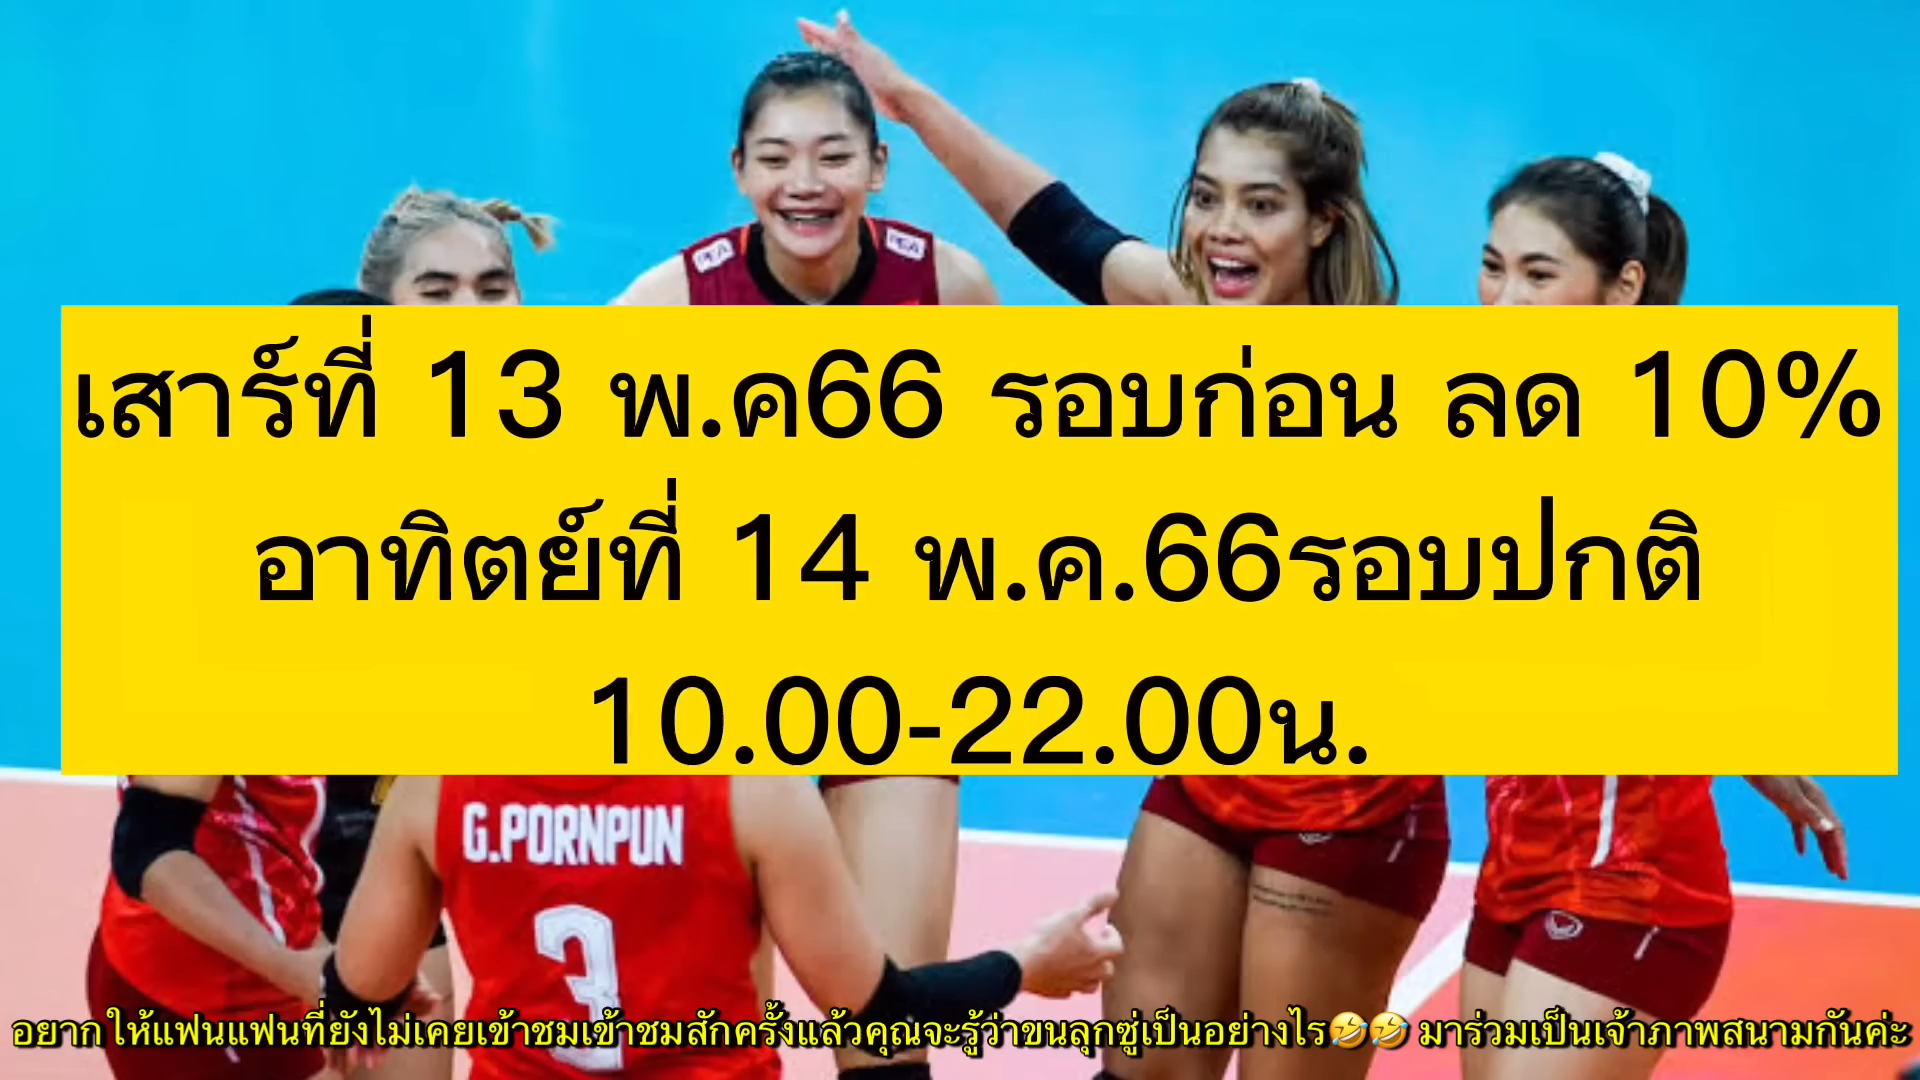 PEA PEA
เสาร์ที่ 13 พ.ค66 รอบก่อน ลด 10%
อาทิตย์ที่ 14 พ.ค.66รอบปกติ
10.00-22.00น.
G.PORNPUN
3
อยากให้แฟนแฟนที่ยังไม่เคยเข้าชมเข้าชมสักครั้งแล้วคุณจะรู้ว่าขนลุกซู่เป็นอย่างไร🤣🤣 มาร่วมเป็นเจ้าภาพสนามกันค่ะ